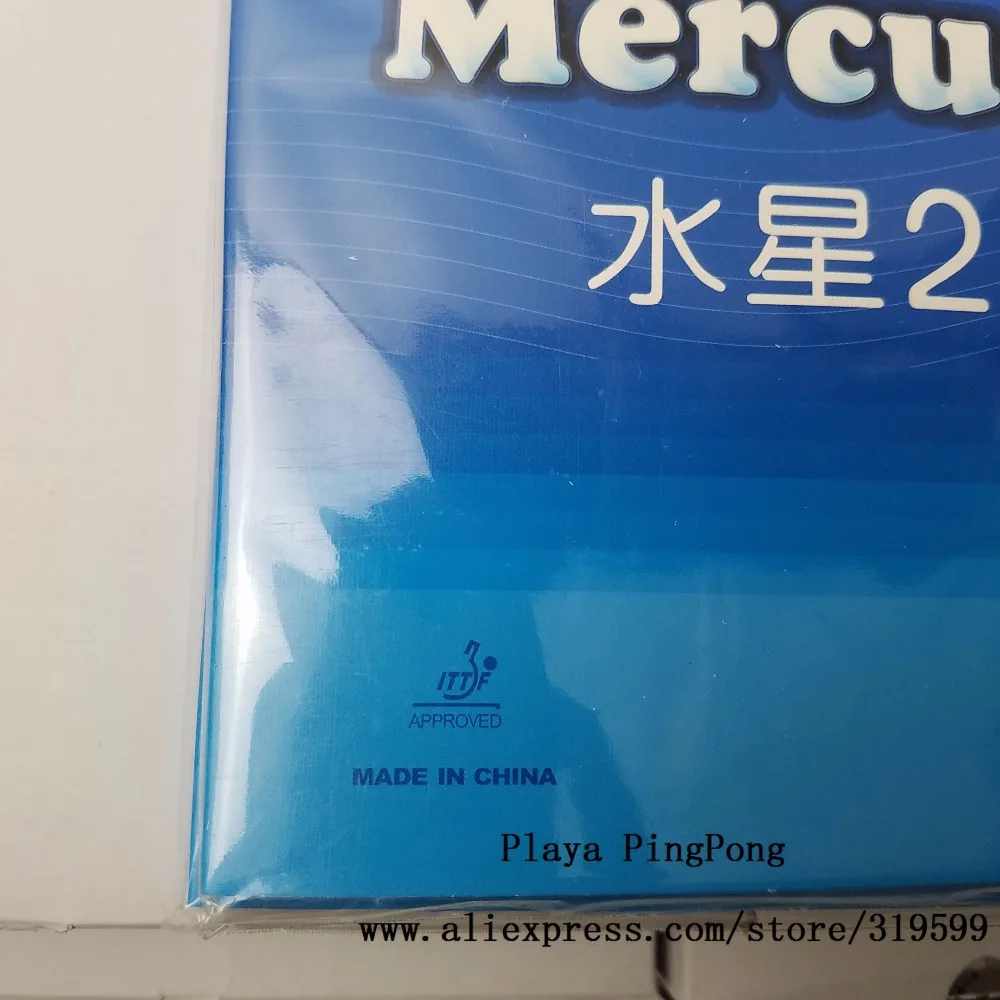 Mercu
水星2
ITTF
APPROVED
MADE IN CHINA
Playa PingPong
www.aliexpress.com/store/319599